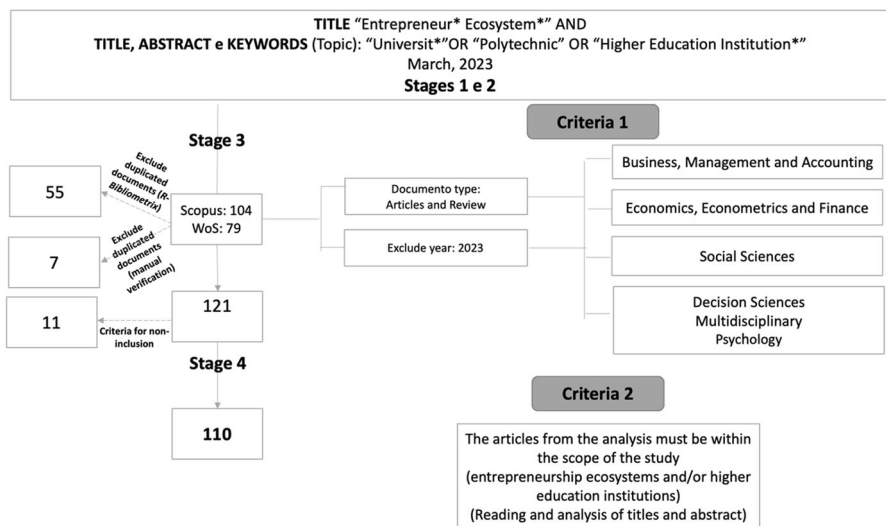 TITLE “Entrepreneur* Ecosystem*” AND
TITLE, ABSTRACT e KEYWORDS (Topic): “Universit*”OR “Polytechnic” OR “Higher Education Institution*”
March, 2023
Stages 1 e 2
Stage 3
Exclude
duplicated
documents (R-
Bibliometrix)
55
Scopus: 104
WoS: 79
Exclude
duplicated
documents
(manual
verification)
7
121
11
Criteria for non-
inclusion
Stage 4
110
Documento type:
Articles and Review
Exclude year: 2023
Criteria 1
Business, Management and Accounting
Economics, Econometrics and Finance
Social Sciences
Decision Sciences
Multidisciplinary
Psychology
Criteria 2
The articles from the analysis must be within
the scope of the study
(entrepreneurship ecosystems and/or higher
education institutions)
(Reading and analysis of titles and abstract)